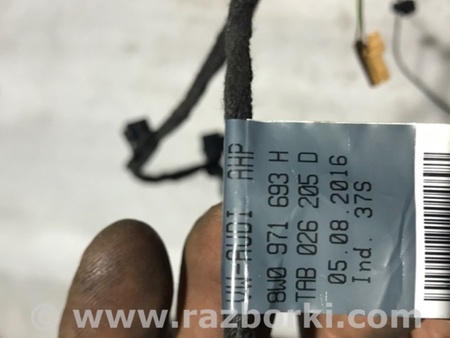 VW-AUDI AHP
8W0 971 693 H
TAB 026 205 D
05.08.2016
Ind. 37S
www.razborki.com